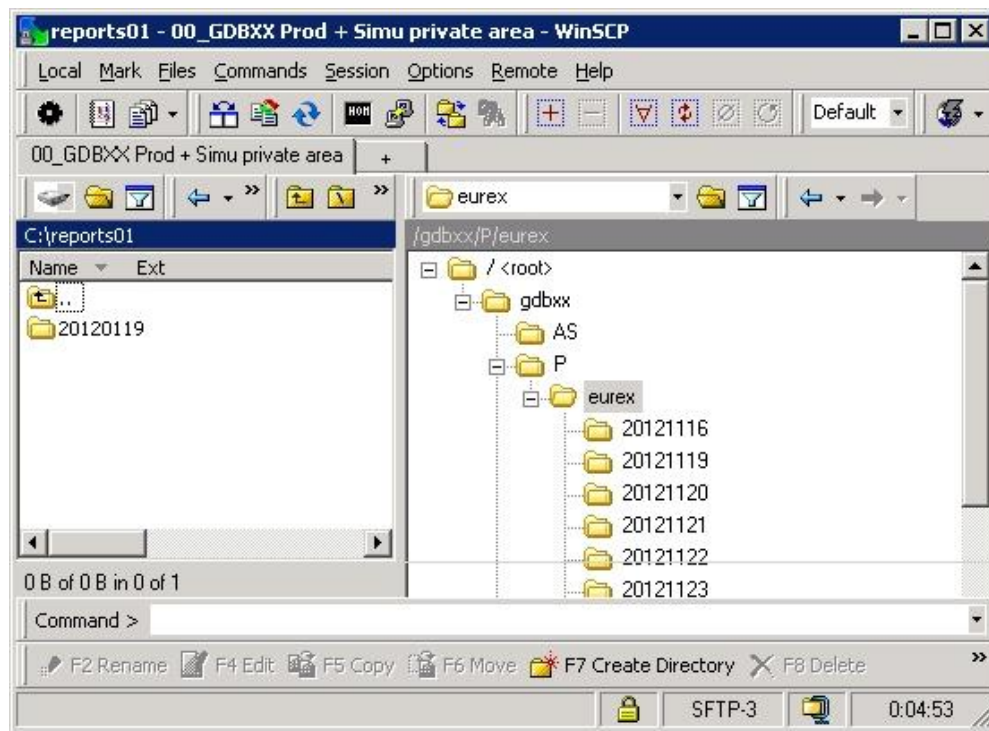 reports01 - 00_GDBXX Prod + Simu private area - WinSCP
Local Mark Files Commands Session Options Remote Help
Default
00_GDBXX Prod + Simu private area +
eurex
C:\reports01
/gdbxx/P/eurex
Name Ext
/ <root>
..
gdbxx
20120119
AS
P
eurex
20121116
20121119
20121120
20121121
20121122
20121123
0 B of 0 B in 0 of 1
Command >
F2 Rename F4 Edit F5 Copy F6 Move F7 Create Directory F8 Delete »
SFTP-3 0:04:53